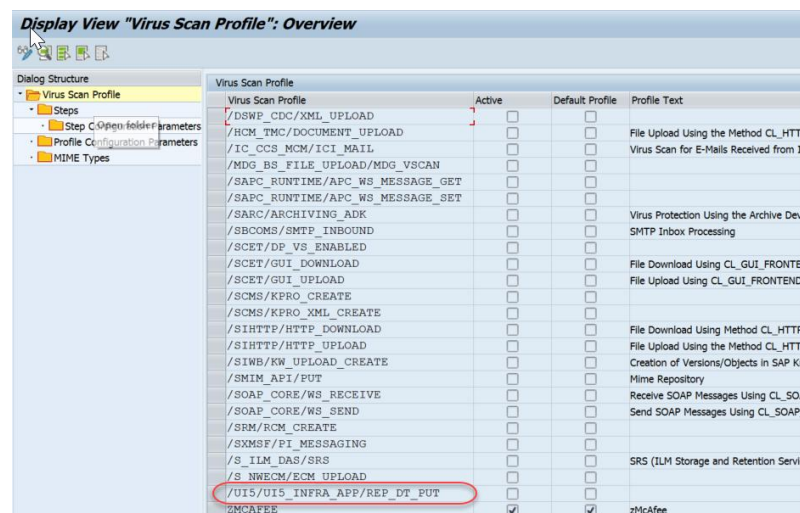 Display View "Virus Scan Profile": Overview
Dialog Structure
Virus Scan Profile
Steps
Step Configuration Parameters
Open folder
Profile Configuration Parameters
MIME Types
Virus Scan Profile
Virus Scan Profile Active Default Profile Profile Text
/DSWP_CDC/XML_UPLOAD
/HCM_TMC/DOCUMENT_UPLOAD File Upload Using the Method CL_HTT
/IC_CCS_MCM/ICI_MAIL Virus Scan for E-Mails Received from I
/MDG_BS_FILE_UPLOAD/MDG_VSCAN
/SAPC_RUNTIME/APC_WS_MESSAGE_GET
/SAPC_RUNTIME/APC_WS_MESSAGE_SET
/SARC/ARCHIVING_ADK Virus Protection Using the Archive Dev
/SBCOMS/SMTP_INBOUND SMTP Inbox Processing
/SCET/DP_VS_ENABLED
/SCET/GUI_DOWNLOAD File Download Using CL_GUI_FRONTE
/SCET/GUI_UPLOAD File Upload Using CL_GUI_FRONTEND
/SCMS/KPRO_CREATE
/SCMS/KPRO_XML_CREATE
/SIHTTP/HTTP_DOWNLOAD File Download Using Method CL_HTTP
/SIHTTP/HTTP_UPLOAD File Upload Using the Method CL_HTT
/SIWB/KW_UPLOAD_CREATE Creation of Versions/Objects in SAP K
/SMIM_API/PUT Mime Repository
/SOAP_CORE/WS_RECEIVE Receive SOAP Messages Using CL_SOA
/SOAP_CORE/WS_SEND Send SOAP Messages Using CL_SOAP
/SRM/RCM_CREATE
/SXMSF/PI_MESSAGING
/S_ILM_DAS/SRS SRS (ILM Storage and Retention Servi
/S_NWECM/ECM_UPLOAD
/UI5/UI5_INFRA_APP/REP_DT_PUT
ZMCAFEE zMcAfee